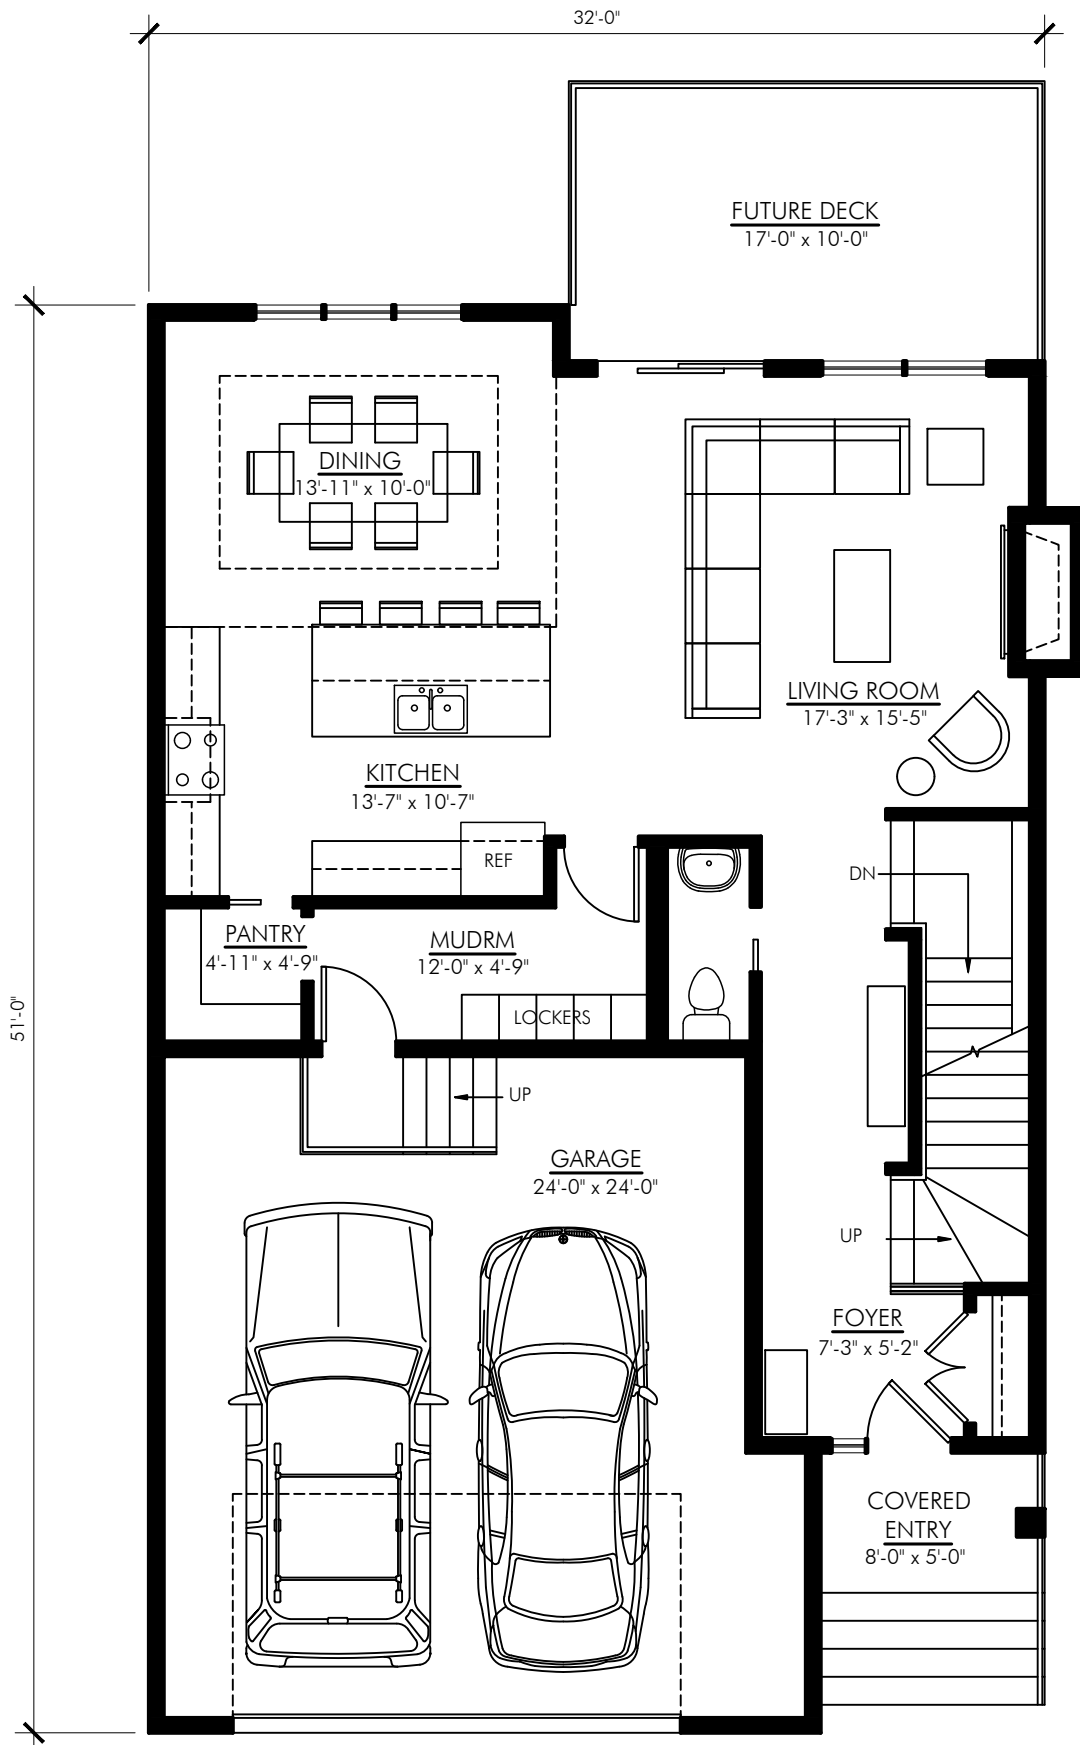 32'-0"
FUTURE DECK
17'-0" x 10'-0"
DINING
13'-11" x 10'-0"
LIVING ROOM
17'-3" x 15'-5"
KITCHEN
13'-7" x 10'-7"
REF
DN
PANTRY
4'-11" x 4'-9"
MUDRM
12'-0" x 4'-9"
LOCKERS
51'-0"
UP
GARAGE
24'-0" x 24'-0"
UP
FOYER
7'-3" x 5'-2"
COVERED
ENTRY
8'-0" x 5'-0"